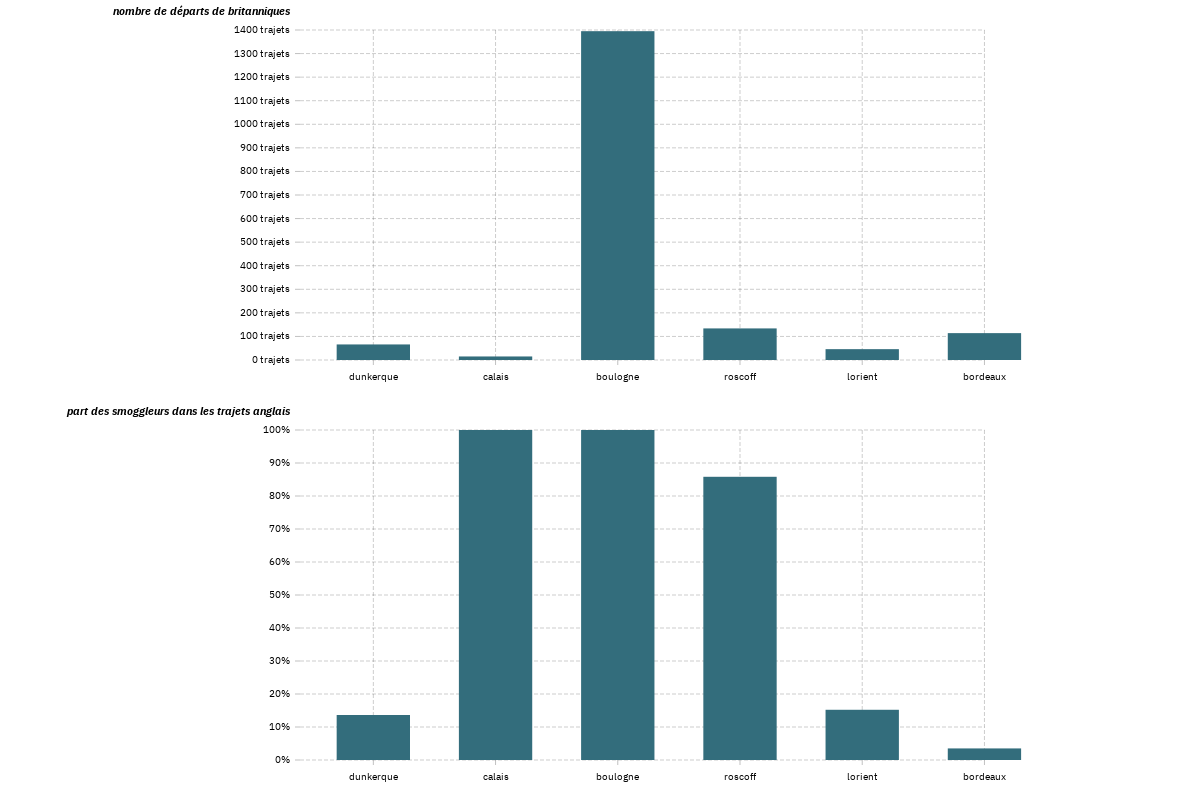 nombre de départs de britanniques
1400 trajets
1300 trajets
1200 trajets
1100 trajets
1000 trajets
900 trajets
800 trajets
700 trajets
600 trajets
500 trajets
400 trajets
300 trajets
200 trajets
100 trajets
0 trajets
dunkerque calais boulogne roscoff lorient bordeaux
part des smoggleurs dans les trajets anglais
100%
90%
80%
70%
60%
50%
40%
30%
20%
10%
0%
dunkerque calais boulogne roscoff lorient bordeaux